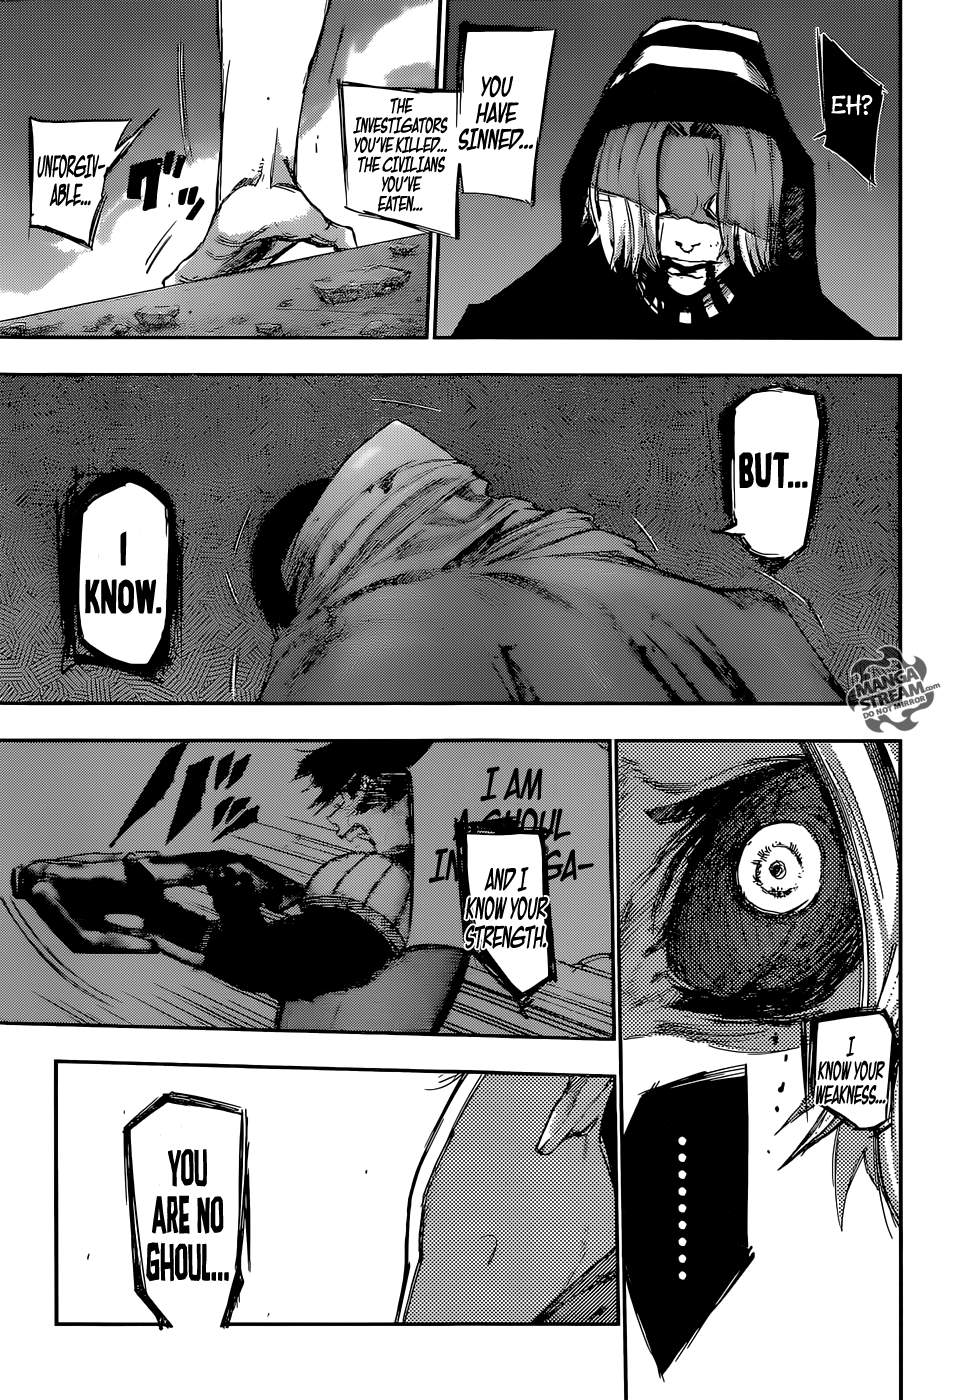 EH?
YOU
HAVE
SINNED...
THE
INVESTIGATORS
YOU'VE KILLED...
THE CIVILIANS
YOU'VE
EATEN...
UNFORGIV-
ABLE...
BUT...
I
KNOW.
MANGA
STREAM.com
DO NOT MIRROR
I
KNOW YOUR
WEAKNESS...
.........
I AM
A GHOUL
AND I
KNOW YOUR
STRENGTH.
YOU
ARE NO
GHOUL...